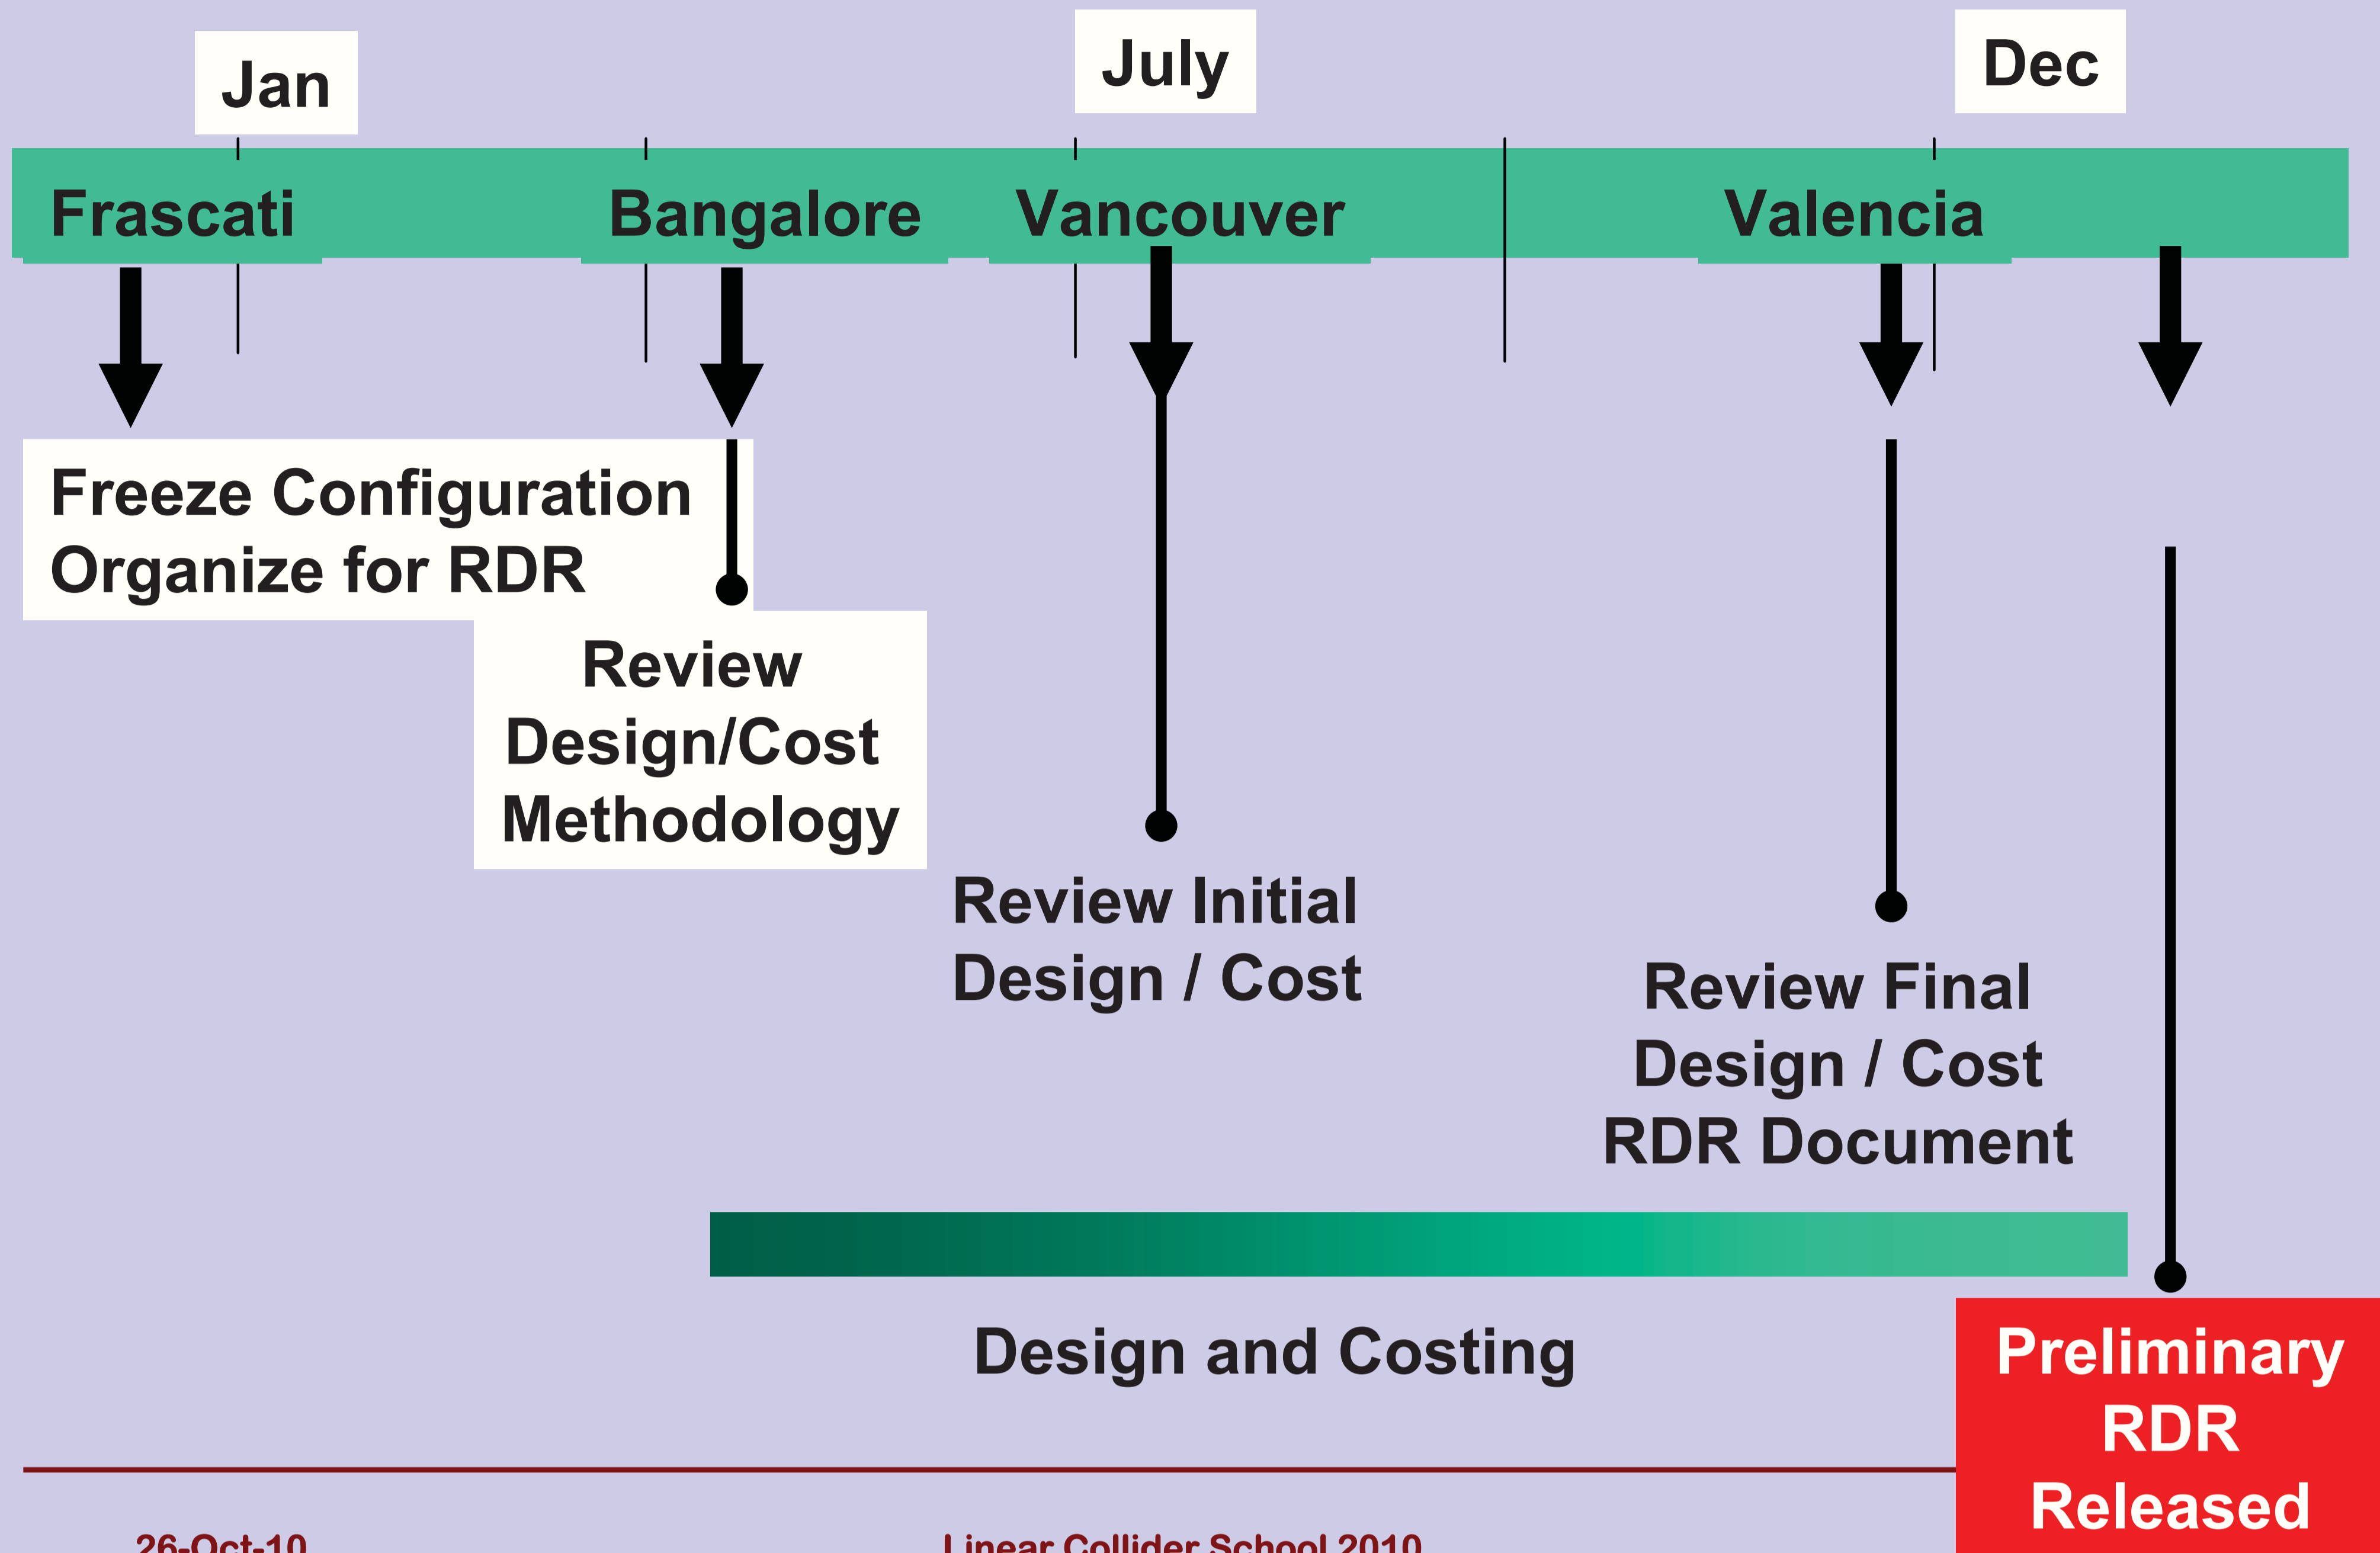 Jan
July
Dec
Frascati
Bangalore
Vancouver
Valencia
Freeze Configuration
Organize for RDR
Review
Design/Cost
Methodology
Review Initial
Design / Cost
Review Final
Design / Cost
RDR Document
Design and Costing
Preliminary
RDR
Released
26-Oct-10
Linear Collider School 2010